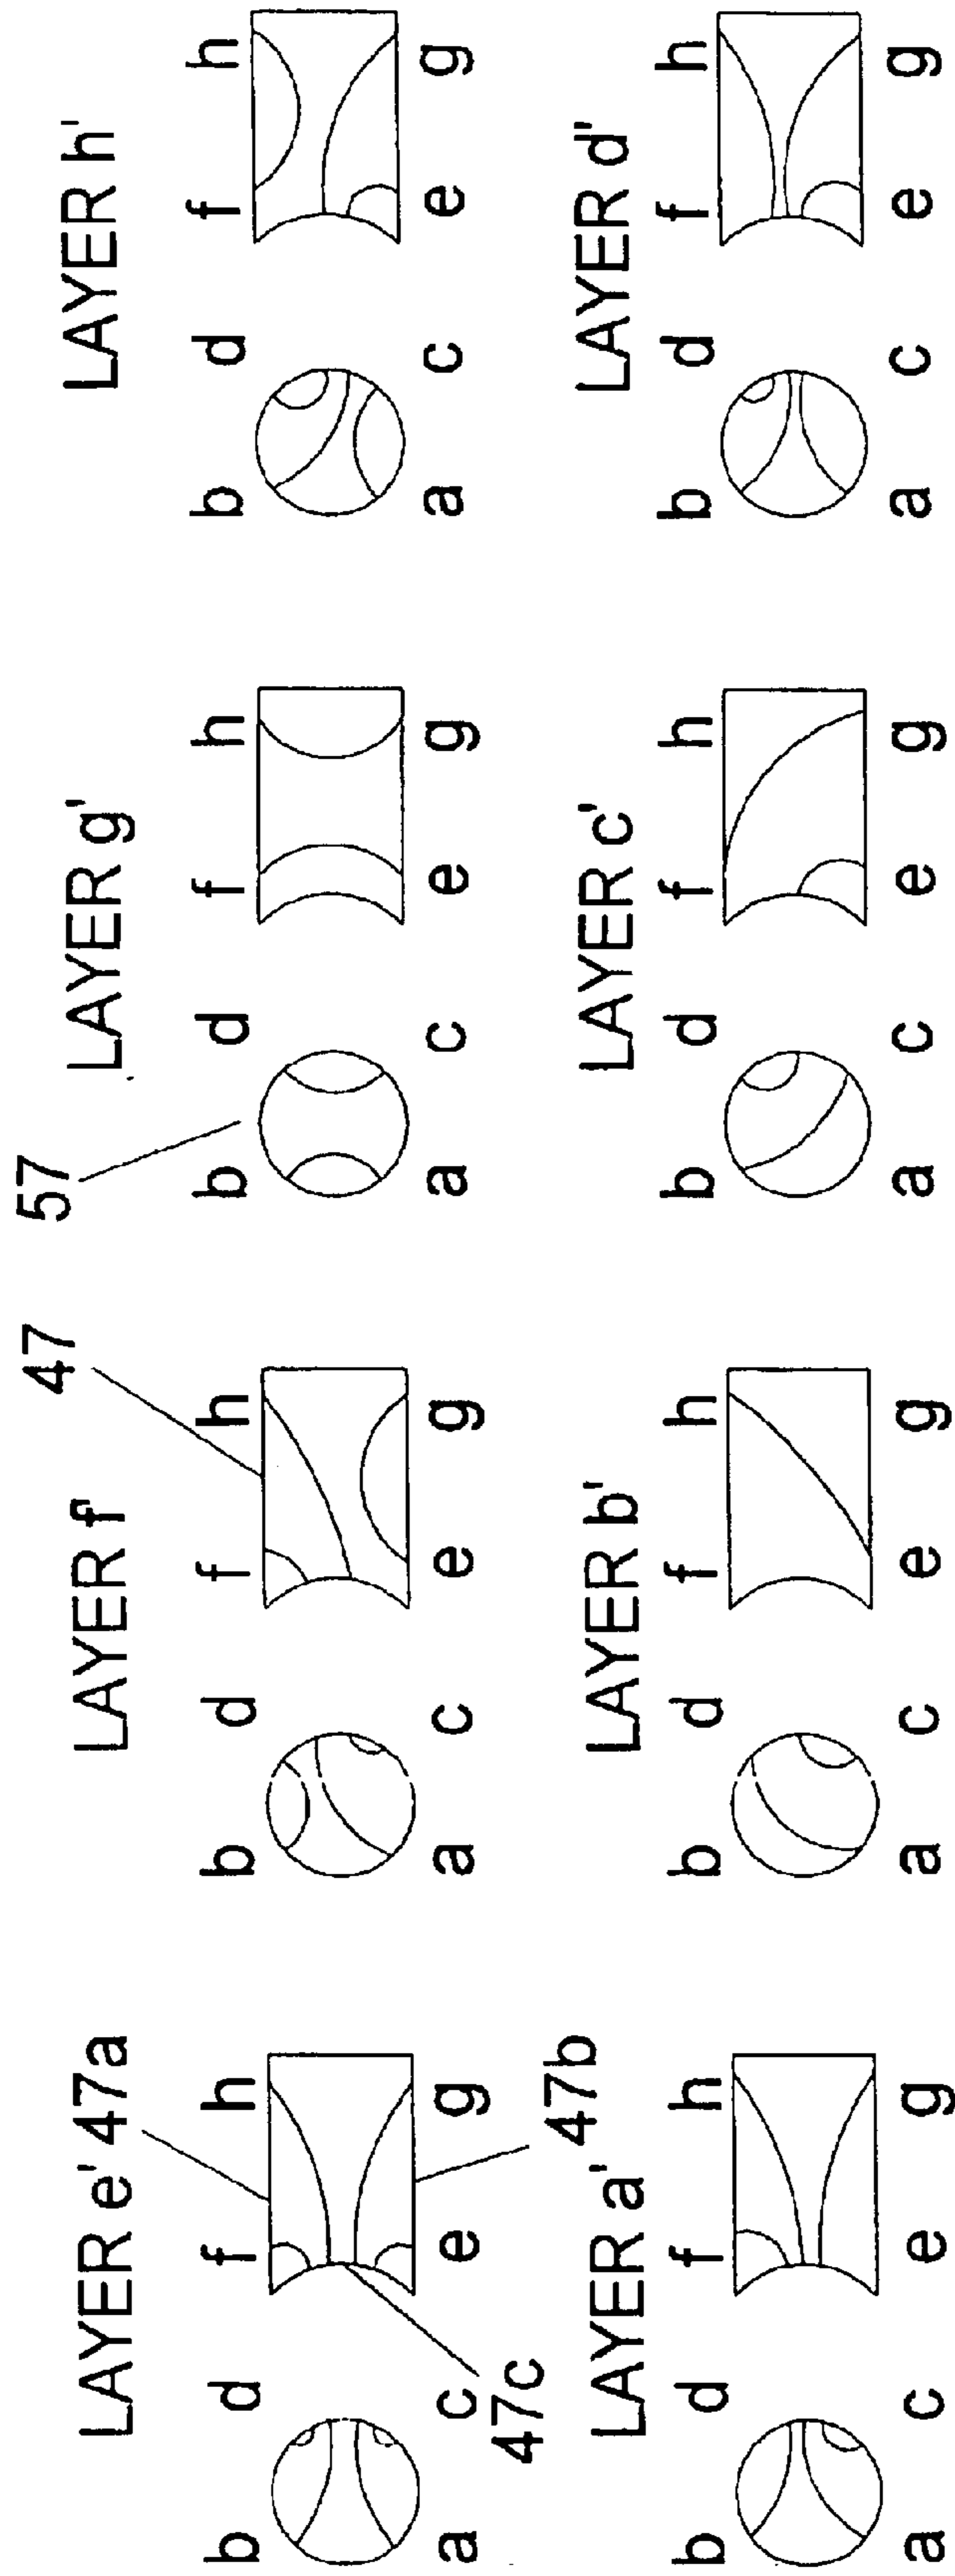 47 57
LAYER e' 47a LAYER f' LAYER g' LAYER h'
b d f h b d f h b d f h b d f h
a c e g a c e g a c e g a c e g
47c 47b
LAYER a' LAYER b' LAYER c' LAYER d'
b d f h b d f h b d f h b d f h
a c e g a c e g a c e g a c e g